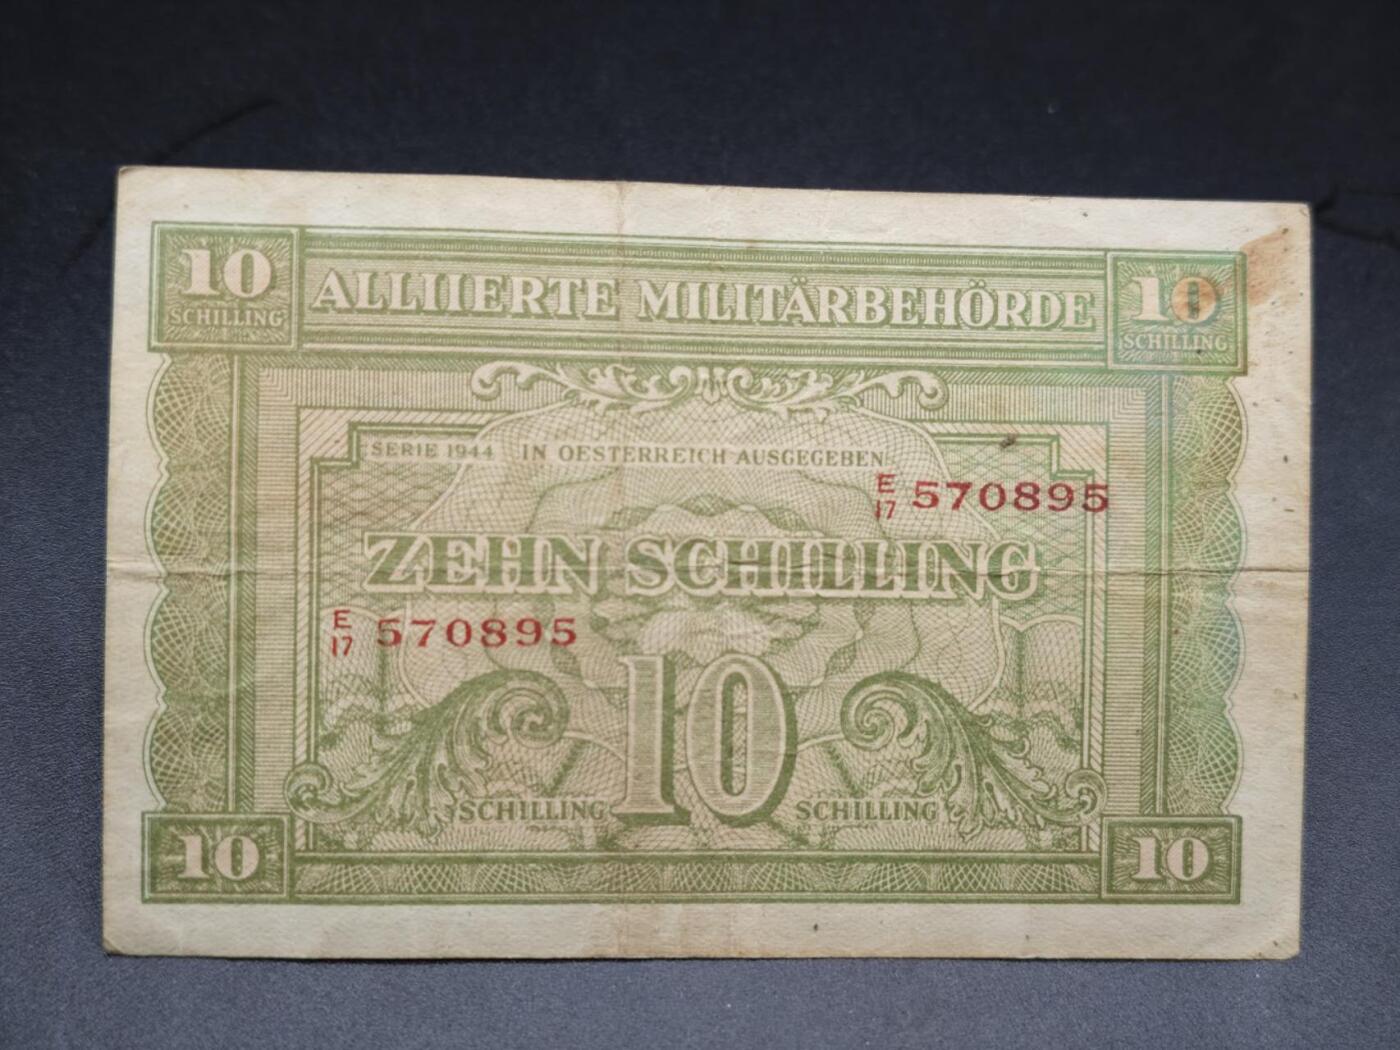 10 ALLIIERTE MILITÄRBEHÖRDE 10
SCHILLING SCHILLING
SERIE 1944 IN OESTERREICH AUSGEGEBEN
E/17 570895
ZEHN SCHILLING
E/17 570895
SCHILLING 10 SCHILLING
10 10